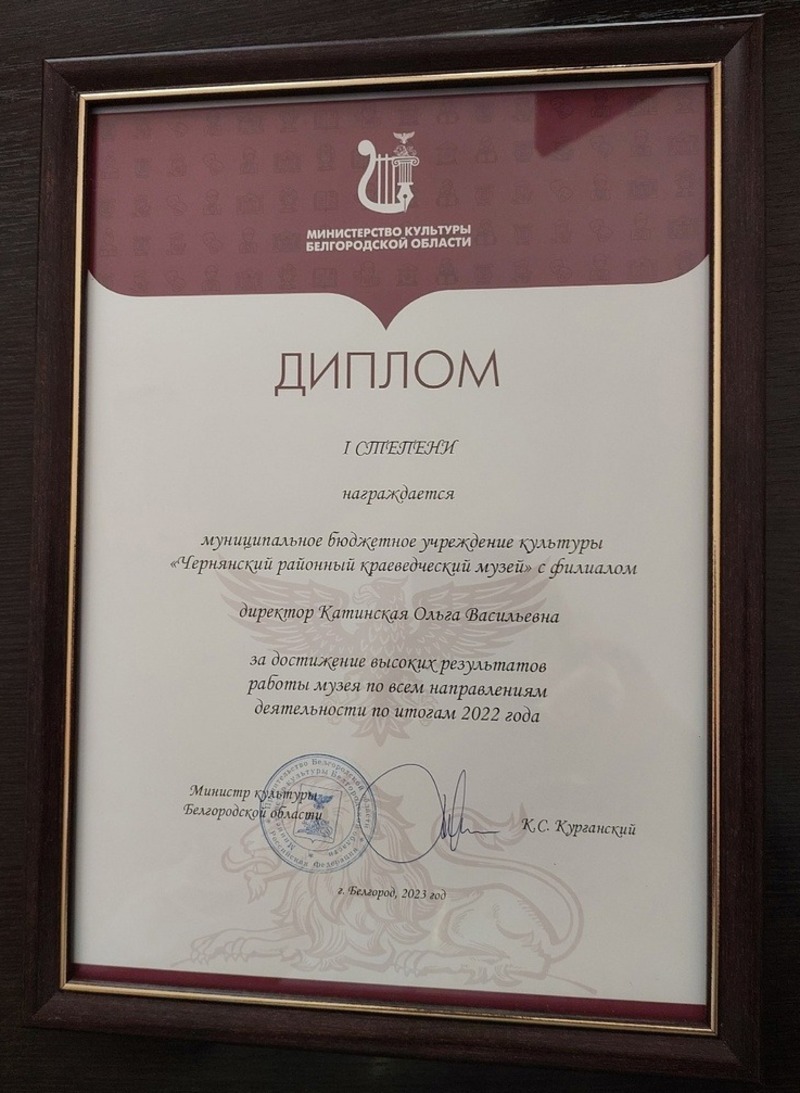 МИНИСТЕРСТВО КУЛЬТУРЫ
БЕЛГОРОДСКОЙ ОБЛАСТИ
ДИПЛОМ
I СТЕПЕНИ
награждается
муниципальное бюджетное учреждение культуры
«Чернянский районный краеведческий музей» с филиалом
директор Катинская Ольга Васильевна
за достижение высоких результатов
работы музея по всем направлениям
деятельности по итогам 2022 года
Министр культуры
Белгородской области
К.С. Курганский
г. Белгород, 2023 год